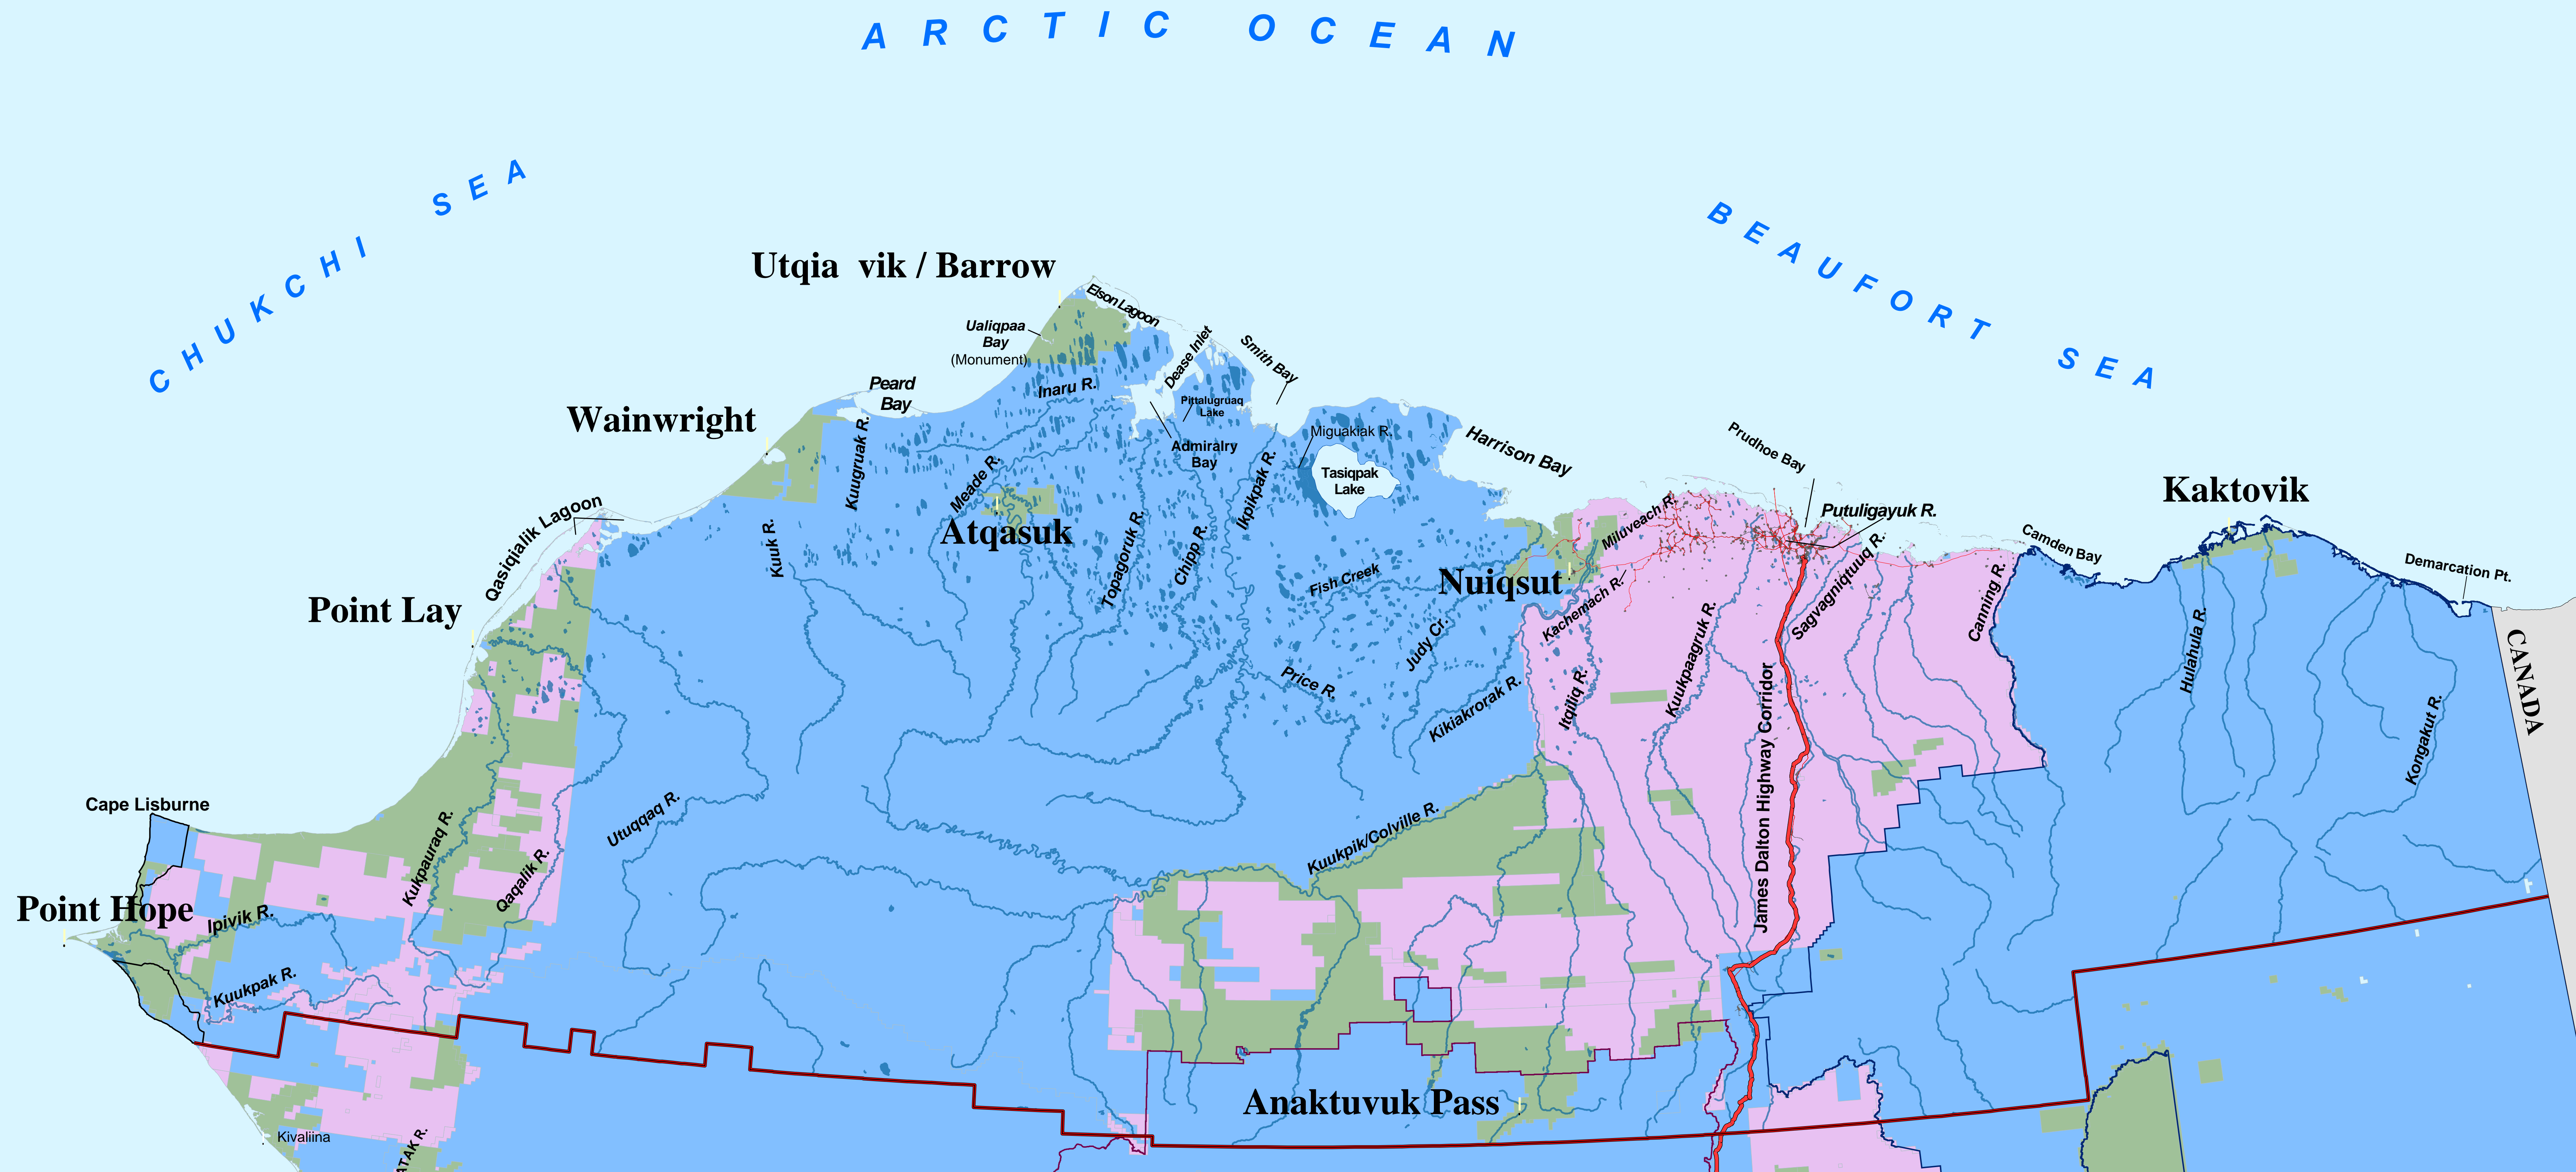 ARCTIC OCEAN
CHUKCHI SEA
BEAUFORT SEA
Utqia vik / Barrow
Elson Lagoon
Ualiqpaa
Bay
(Monument)
Dease Inlet
Smith Bay
Inaru R.
Peard
Bay
Pittalugruaq
Lake
Wainwright
Kuugruak R.
Miguakiak R.
Admiralry
Bay
Harrison Bay
Prudhoe Bay
Meade R.
Ikpikpak R.
Tasiqpak
Lake
Kaktovik
Qasiqialik Lagoon
Atqasuk
Kuuk R.
Topagoruk R.
Chipp R.
Miluveach R.
Putuligayuk R.
Camden Bay
Demarcation Pt.
Point Lay
Fish Creek
Nuiqsut
Kachemach R.
Sagvagniqtuuq R.
Canning R.
Judy Cr.
Price R.
Kikiakrorak R.
Itqiliq R.
Kuukpaagruk R.
James Dalton Highway Corridor
Hulahula R.
Kongakut R.
CANADA
Cape Lisburne
Utuqqaq R.
Kukpauraq R.
Qaqalik R.
Kuukpik/Colville R.
Point Hope
Ipivik R.
Kuukpak R.
Anaktuvuk Pass
Kivaliina
ATAK R.